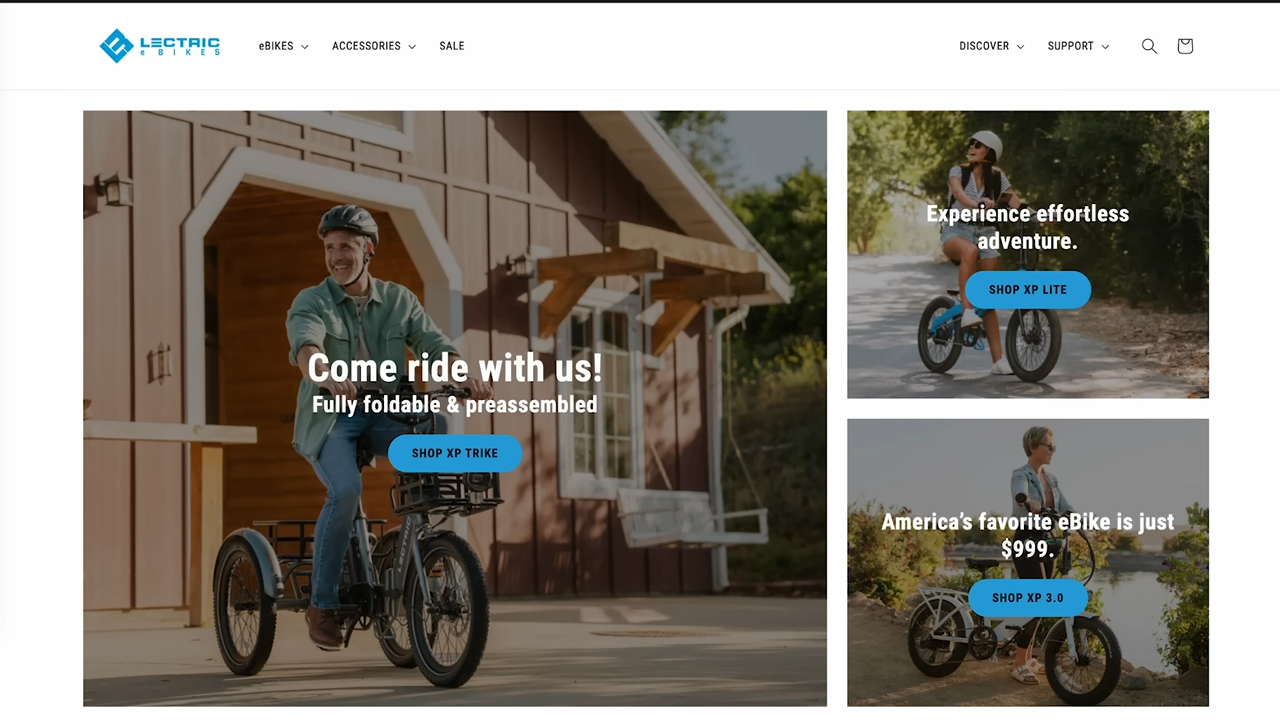 LECTRIC
eBIKES
eBIKES
ACCESSORIES
SALE
DISCOVER
SUPPORT
Come ride with us!
Fully foldable & preassembled
SHOP XP TRIKE
LECTRIC
Experience effortless
adventure.
SHOP XP LITE
America's favorite eBike is just
$999.
SHOP XP 3.0